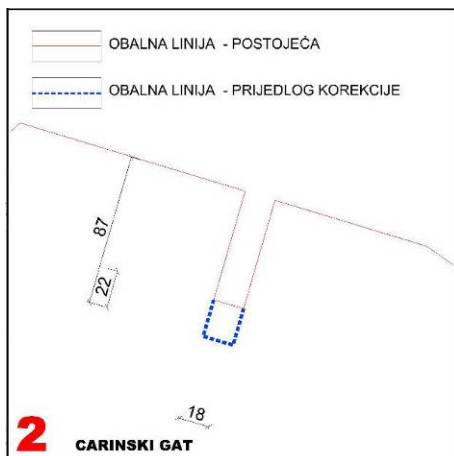 OBALNA LINIJA - POSTOJEĆA
OBALNA LINIJA - PRIJEDLOG KOREKCIJE
87
22
18
2 CARINSKI GAT